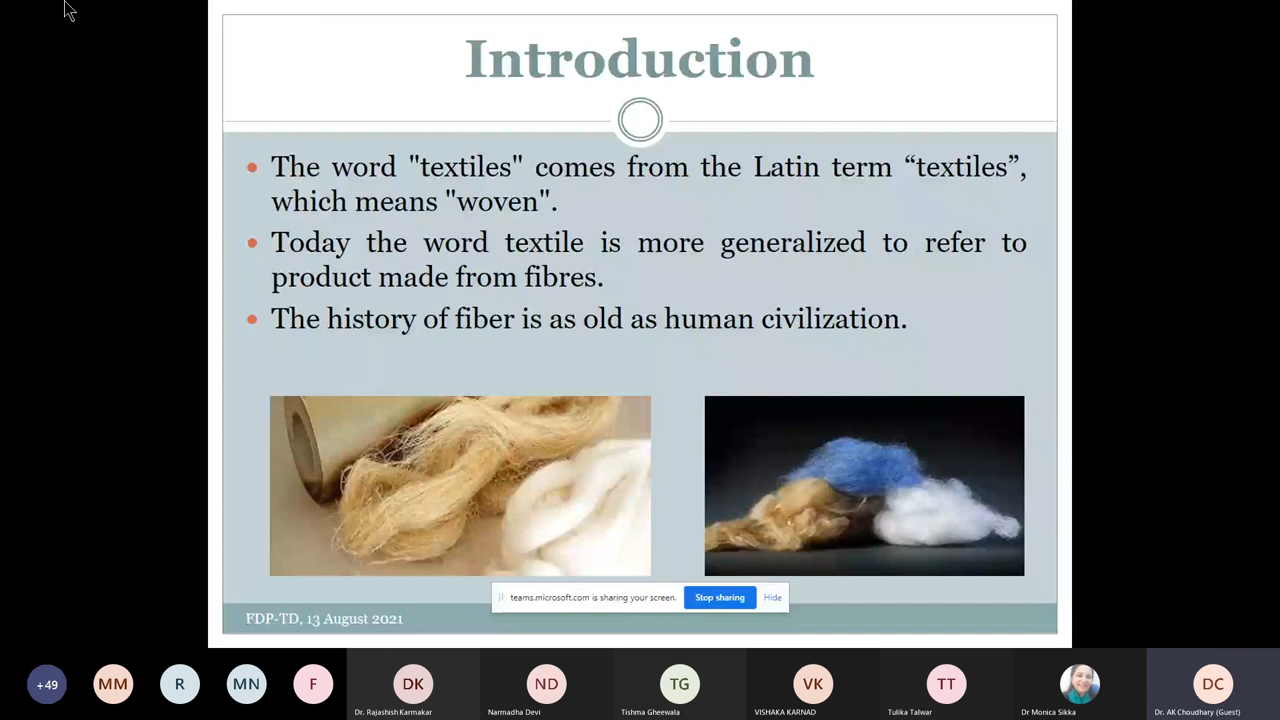 Introduction
The word "textiles" comes from the Latin term “textiles”,
which means "woven".
Today the word textile is more generalized to refer to
product made from fibres.
The history of fiber is as old as human civilization.
teams.microsoft.com is sharing your screen.
Stop sharing
Hide
FDP-TD, 13 August 2021
+49
MM
R
MN
F
DK
ND
TG
VK
TT
DC
Dr. Rajashish Karmakar
Narmadha Devi
Tishma Gheewala
VISHAKA KARNAD
Tulika Talwar
Dr Monica Sikka
Dr. AK Choudhary (Guest)